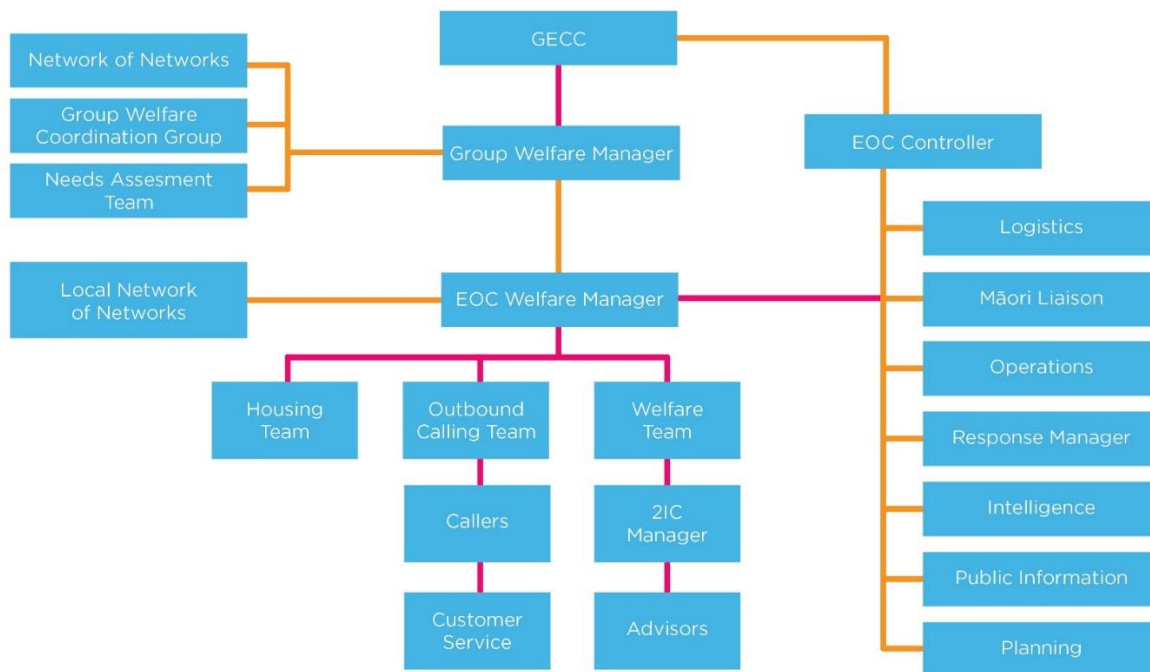 GECC
Network of Networks
Group Welfare
Coordination Group
Needs Assesment
Team
Group Welfare Manager
EOC Controller
Local Network
of Networks
EOC Welfare Manager
Logistics
Māori Liaison
Operations
Response Manager
Intelligence
Public Information
Planning
Housing
Team
Outbound
Calling Team
Welfare
Team
Callers
2IC
Manager
Customer
Service
Advisors